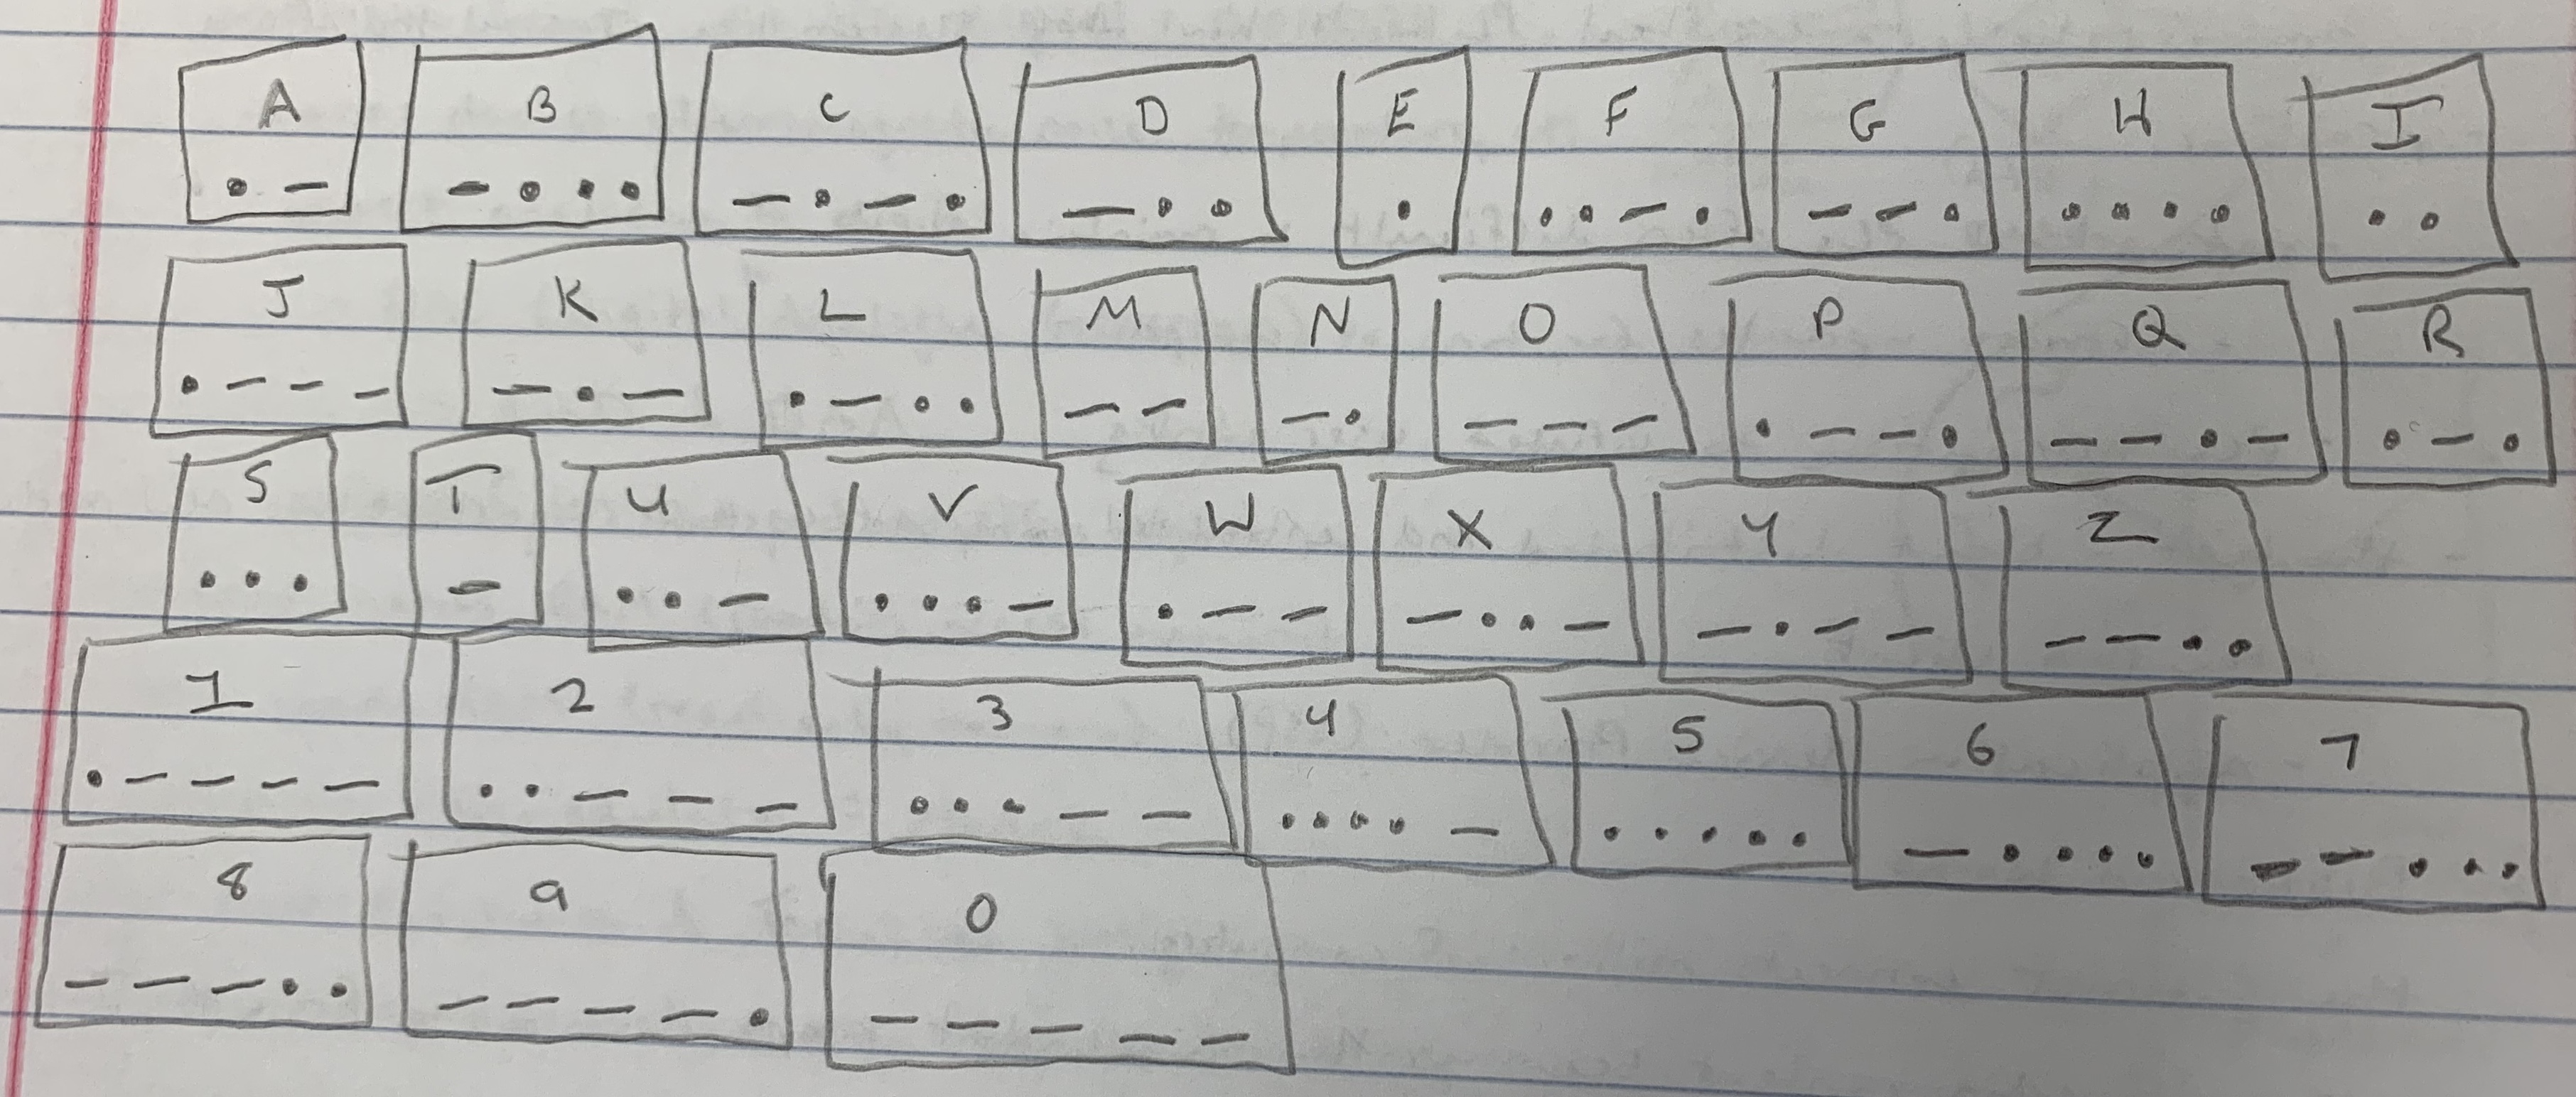 A B C D E F G H I
• — — • • • — • — • — • • • • • — • — — • • • • • • •
J K L M N O P Q R
• — — — — • — • — • • — — — • — — — • — — • — — • — • — •
S T U V W X Y Z
• • • — • • — • • • — • — — — • • — — • — — — — • •
1 2 3 4 5 6 7
• — — — — • • — — — • • • — — • • • • — • • • • • — • • • • — — • • •
8 9 0
— — — • • — — — — • — — — — —